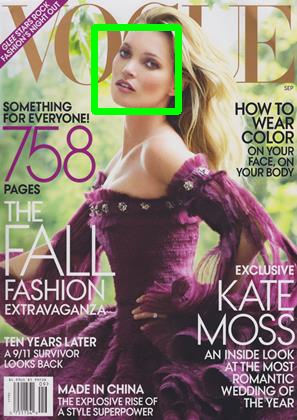 GLEE STARS ROCK
FASHION'S NIGHT OUT
VOGUE
SEP
SOMETHING
FOR EVERYONE!
758
PAGES
THE
FALL
FASHION
EXTRAVAGANZA
TEN YEARS LATER
A 9/11 SURVIVOR
LOOKS BACK
MADE IN CHINA
THE EXPLOSIVE RISE OF
A STYLE SUPERPOWER
HOW TO
WEAR
COLOR
ON YOUR
FACE, ON
YOUR BODY
EXCLUSIVE
KATE
MOSS
AN INSIDE LOOK
AT THE MOST
ROMANTIC
WEDDING OF
THE YEAR